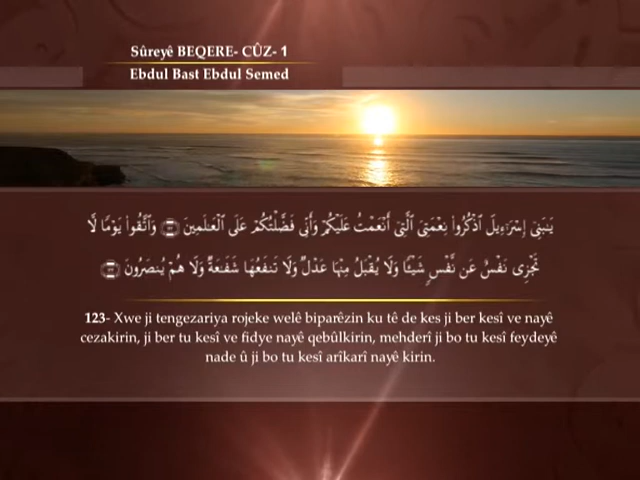 Sûreyê BEQERE- CÛZ- 1
Ebdul Bast Ebdul Semed
يَٰبَنِىٓ إِسْرَٰٓءِيلَ ٱذْكُرُوا۟ نِعْمَتِىَ ٱلَّتِىٓ أَنْعَمْتُ عَلَيْكُمْ وَأَنِّى فَضَّلْتُكُمْ عَلَى ٱلْعَٰلَمِينَ وَٱتَّقُوا۟ يَوْمًا لَّا
تَجْزِى نَفْسٌ عَن نَّفْسٍ شَيْـًٔا وَلَا يُقْبَلُ مِنْهَا عَدْلٌ وَلَا تَنفَعُهَا شَفَٰعَةٌ وَلَا هُمْ يُنصَرُونَ
123- Xwe ji tengezariya rojeke welê biparêzin ku tê de kes ji ber kesî ve nayê
cezakirin, ji ber tu kesî ve fidye nayê qebûlkirin, mehderî ji bo tu kesî feydeyê
nade û ji bo tu kesî arîkarî nayê kirin.